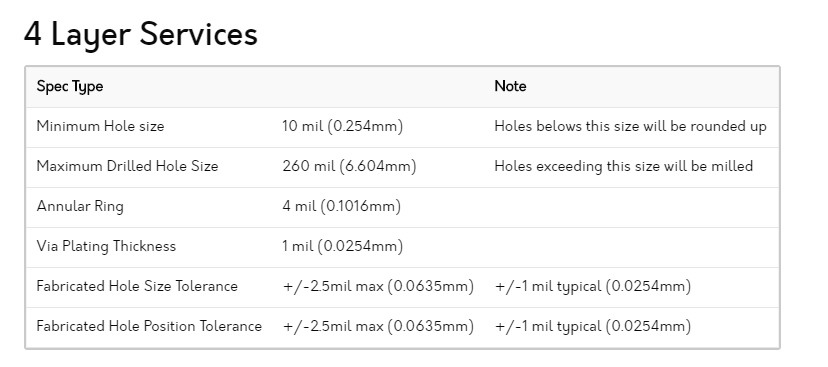 4 Layer Services
Spec Type Note
Minimum Hole size 10 mil (0.254mm) Holes belows this size will be rounded up
Maximum Drilled Hole Size 260 mil (6.604mm) Holes exceeding this size will be milled
Annular Ring 4 mil (0.1016mm)
Via Plating Thickness 1 mil (0.0254mm)
Fabricated Hole Size Tolerance +/-2.5mil max (0.0635mm) +/-1 mil typical (0.0254mm)
Fabricated Hole Position Tolerance +/-2.5mil max (0.0635mm) +/-1 mil typical (0.0254mm)